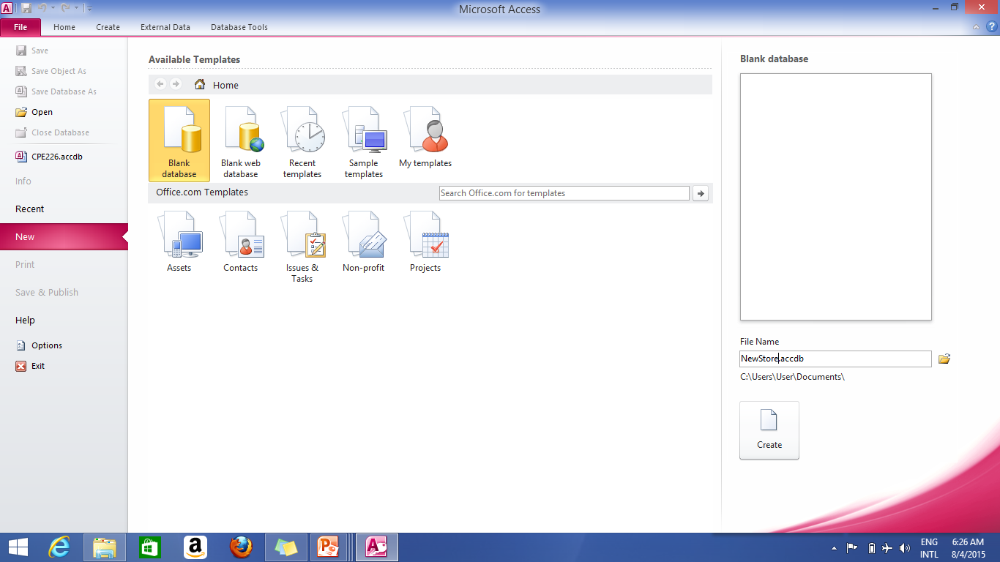 Microsoft Access
File Home Create External Data Database Tools
Save
Save Object As
Save Database As
Open
Close Database
CPE226.accdb
Info
Recent
New
Print
Save & Publish
Help
Options
Exit
Available Templates
Home
Blank
database
Blank web
database
Recent
templates
Sample
templates
My templates
Office.com Templates
Search Office.com for templates
Assets
Contacts
Issues &
Tasks
Non-profit
Projects
Blank database
File Name
NewStore.accdb
C:\Users\User\Documents\
Create
ENG
INTL
6:26 AM
8/4/2015